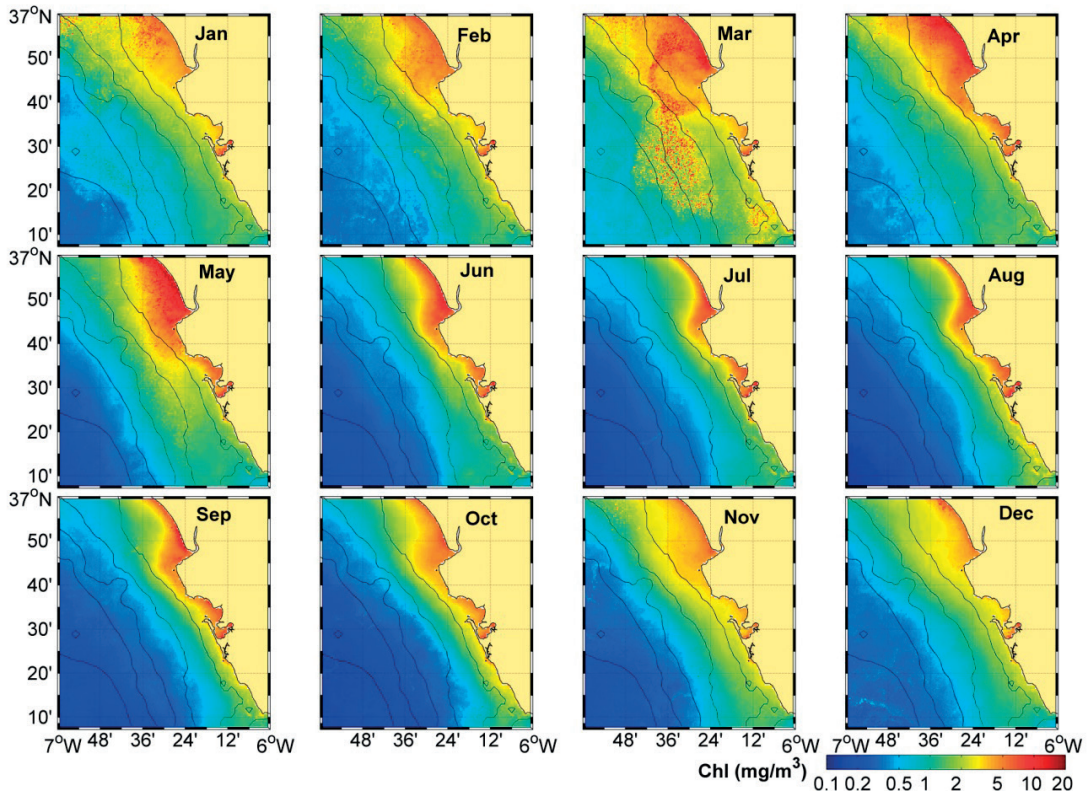 37°N
Jan
Feb
Mar
Apr
50'
40'
30'
20'
10'
37°N
May
Jun
Jul
Aug
50'
40'
30'
20'
10'
37°N
Sep
Oct
Nov
Dec
50'
40'
30'
20'
10'
7°W 48' 36' 24' 12' 6°W 48' 36' 24' 12' 6°W 48' 36' 24' 12' 7°W 48' 36' 24' 12' 6°W
Chl (mg/m³) 0.1 0.2 0.5 1 2 5 10 20